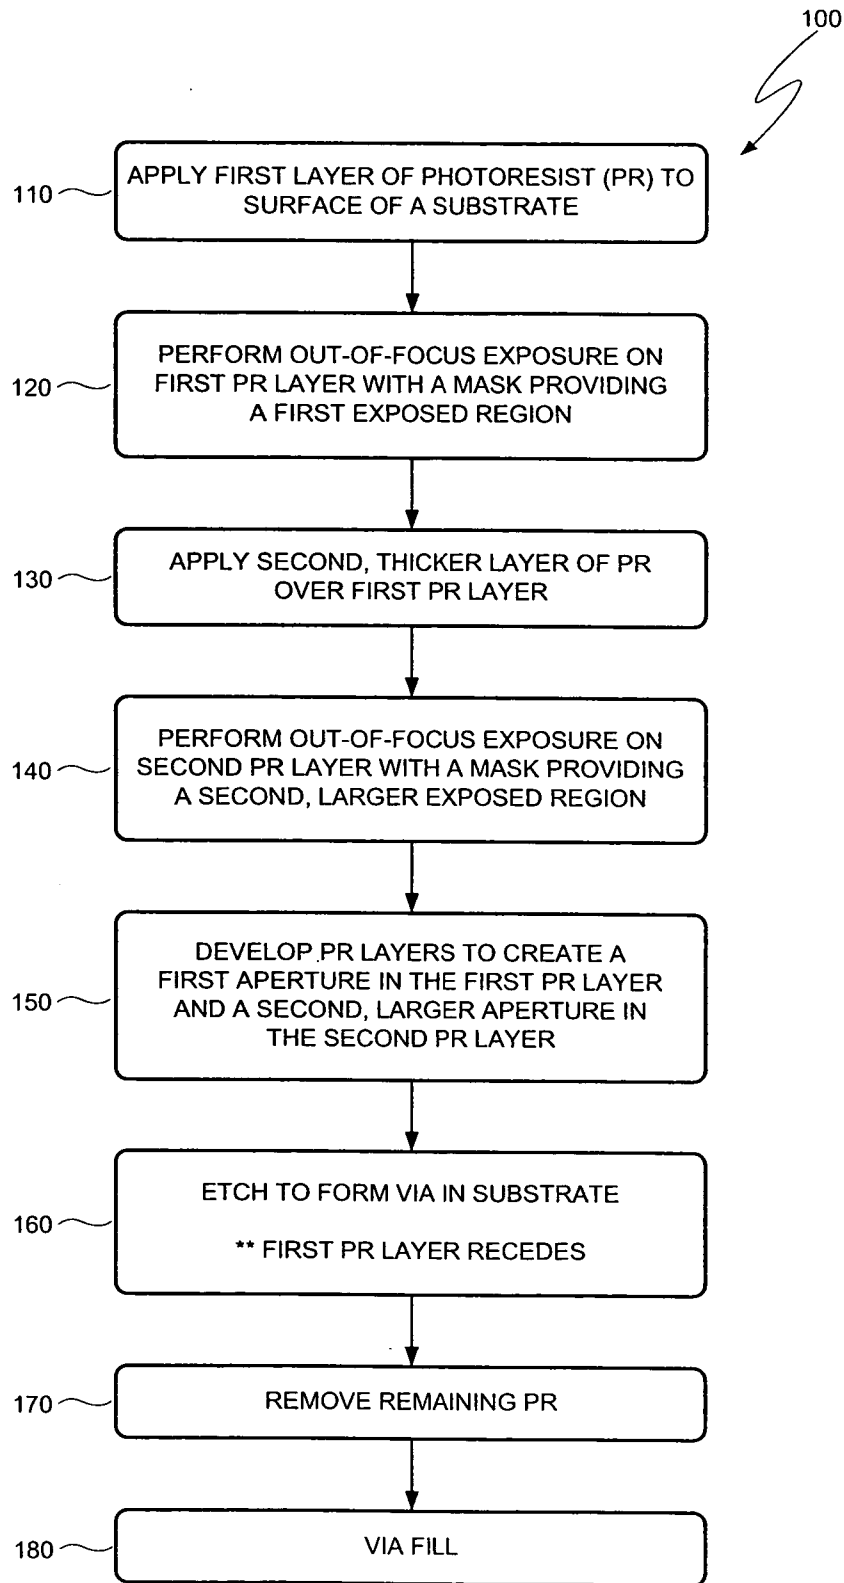 100
110
APPLY FIRST LAYER OF PHOTORESIST (PR) TO
SURFACE OF A SUBSTRATE
120
PERFORM OUT-OF-FOCUS EXPOSURE ON
FIRST PR LAYER WITH A MASK PROVIDING
A FIRST EXPOSED REGION
130
APPLY SECOND, THICKER LAYER OF PR
OVER FIRST PR LAYER
140
PERFORM OUT-OF-FOCUS EXPOSURE ON
SECOND PR LAYER WITH A MASK PROVIDING
A SECOND, LARGER EXPOSED REGION
150
DEVELOP PR LAYERS TO CREATE A
FIRST APERTURE IN THE FIRST PR LAYER
AND A SECOND, LARGER APERTURE IN
THE SECOND PR LAYER
160
ETCH TO FORM VIA IN SUBSTRATE
** FIRST PR LAYER RECEDES
170
REMOVE REMAINING PR
180
VIA FILL